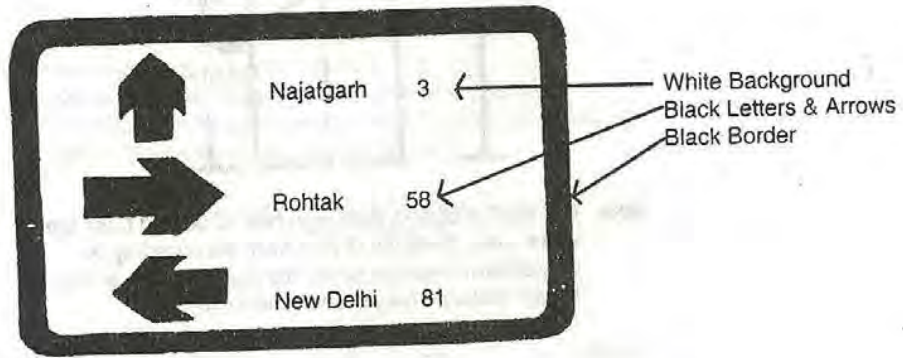 Najafgarh 3
Rohtak 58
New Delhi 81
White Background
Black Letters & Arrows
Black Border